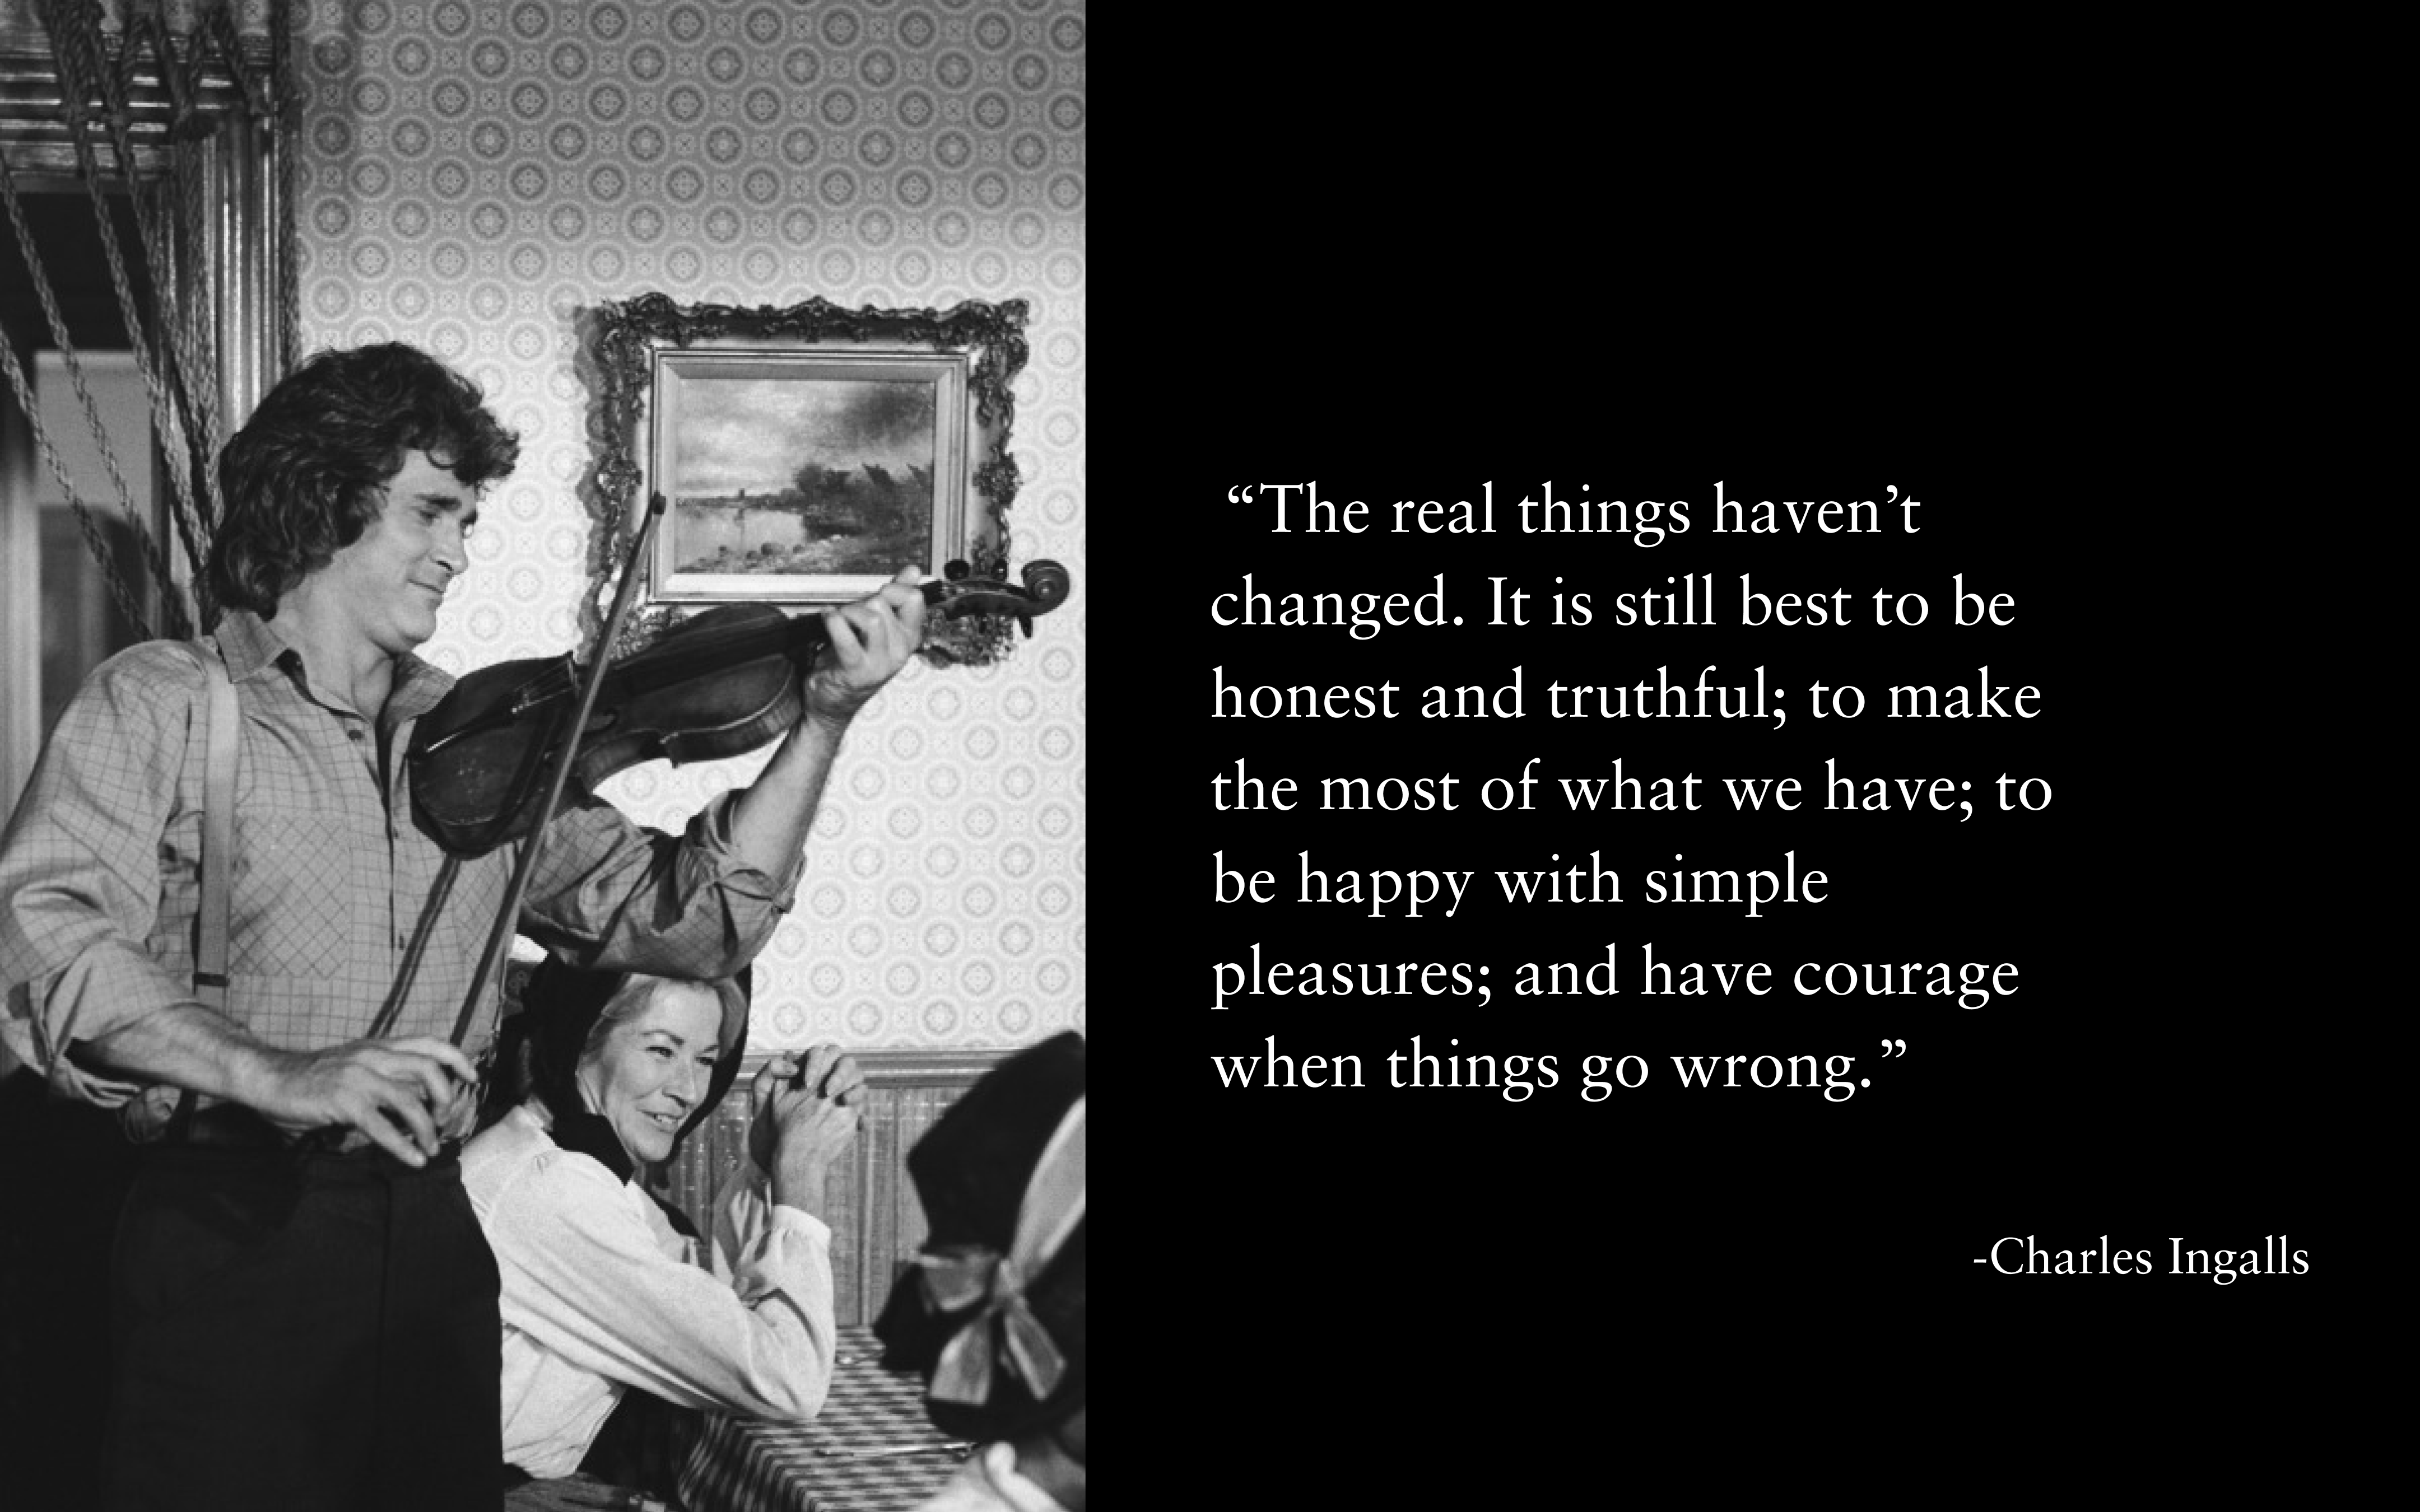 “The real things haven’t
changed. It is still best to be
honest and truthful; to make
the most of what we have; to
be happy with simple
pleasures; and have courage
when things go wrong.”
-Charles Ingalls